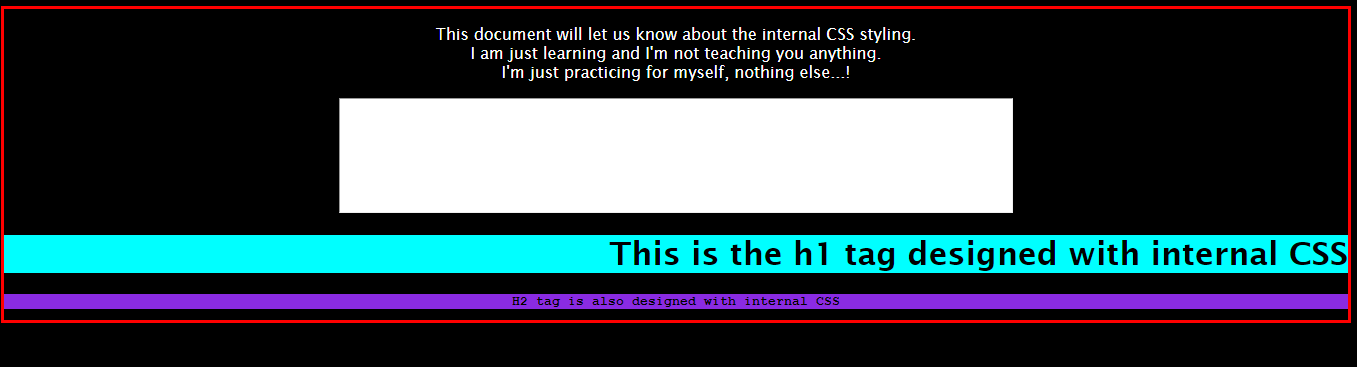 This document will let us know about the internal CSS styling.
I am just learning and I'm not teaching you anything.
I'm just practicing for myself, nothing else...!
This is the h1 tag designed with internal CSS
H2 tag is also designed with internal CSS